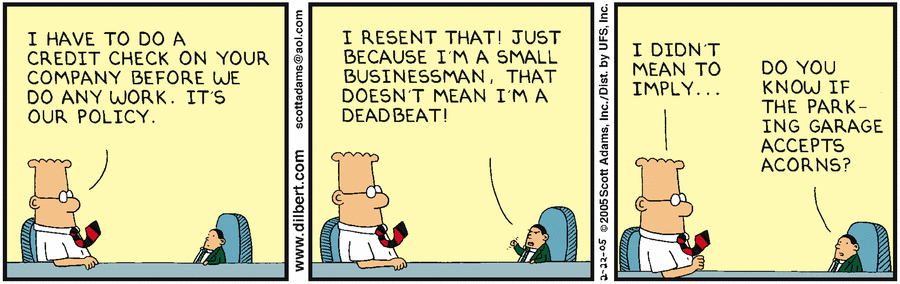 I HAVE TO DO A
CREDIT CHECK ON YOUR
COMPANY BEFORE WE
DO ANY WORK. IT'S
OUR POLICY.
www.dilbert.com scottadams@aol.com
I RESENT THAT! JUST
BECAUSE I'M A SMALL
BUSINESSMAN, THAT
DOESN'T MEAN I'M A
DEADBEAT!
2-12-05 © 2005 Scott Adams, Inc./Dist. by UFS, Inc.
I DIDN'T
MEAN TO
IMPLY...
DO YOU
KNOW IF
THE PARK-
ING GARAGE
ACCEPTS
ACORNS?